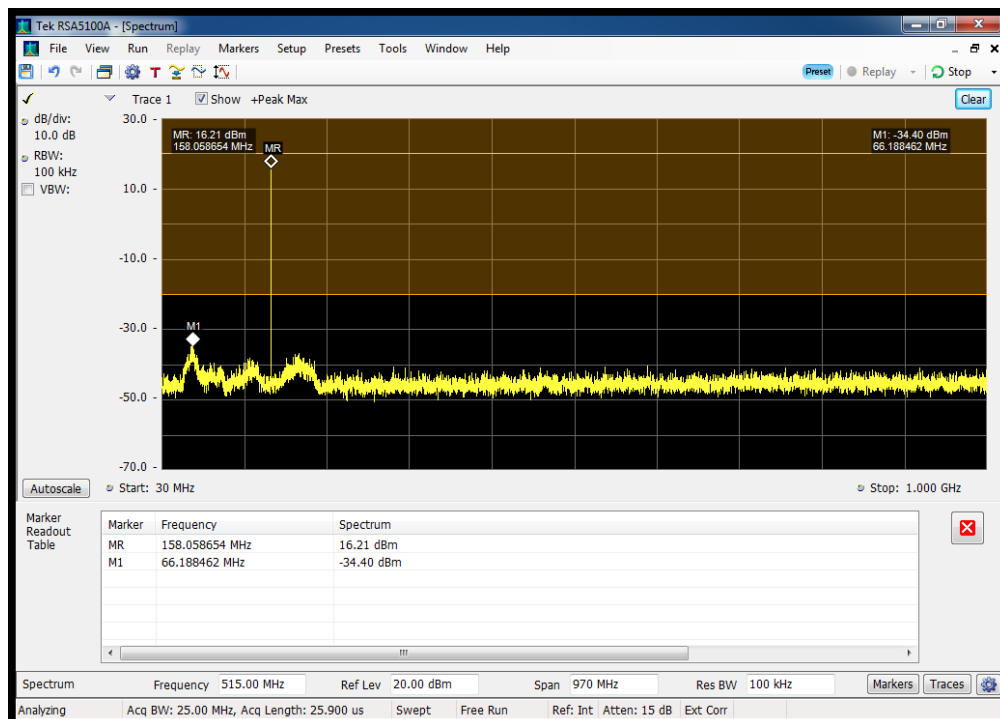 Tek RSA5100A - [Spectrum]
File View Run Replay Markers Setup Presets Tools Window Help
T Preset Replay Stop
Trace 1 Show +Peak Max Clear
dB/div:
10.0 dB
RBW:
100 kHz
VBW:
30.0
10.0
-10.0
-30.0
-50.0
-70.0
MR: 16.21 dBm
158.058654 MHz
MR
M1: -34.40 dBm
66.188462 MHz
M1
Autoscale Start: 30 MHz Stop: 1.000 GHz
Marker
Readout
Table
Marker Frequency Spectrum
MR 158.058654 MHz 16.21 dBm
M1 66.188462 MHz -34.40 dBm
Spectrum Frequency 515.00 MHz Ref Lev 20.00 dBm Span 970 MHz Res BW 100 kHz Markers Traces
Analyzing Acq BW: 25.00 MHz, Acq Length: 25.900 us Swept Free Run Ref: Int Atten: 15 dB Ext Corr